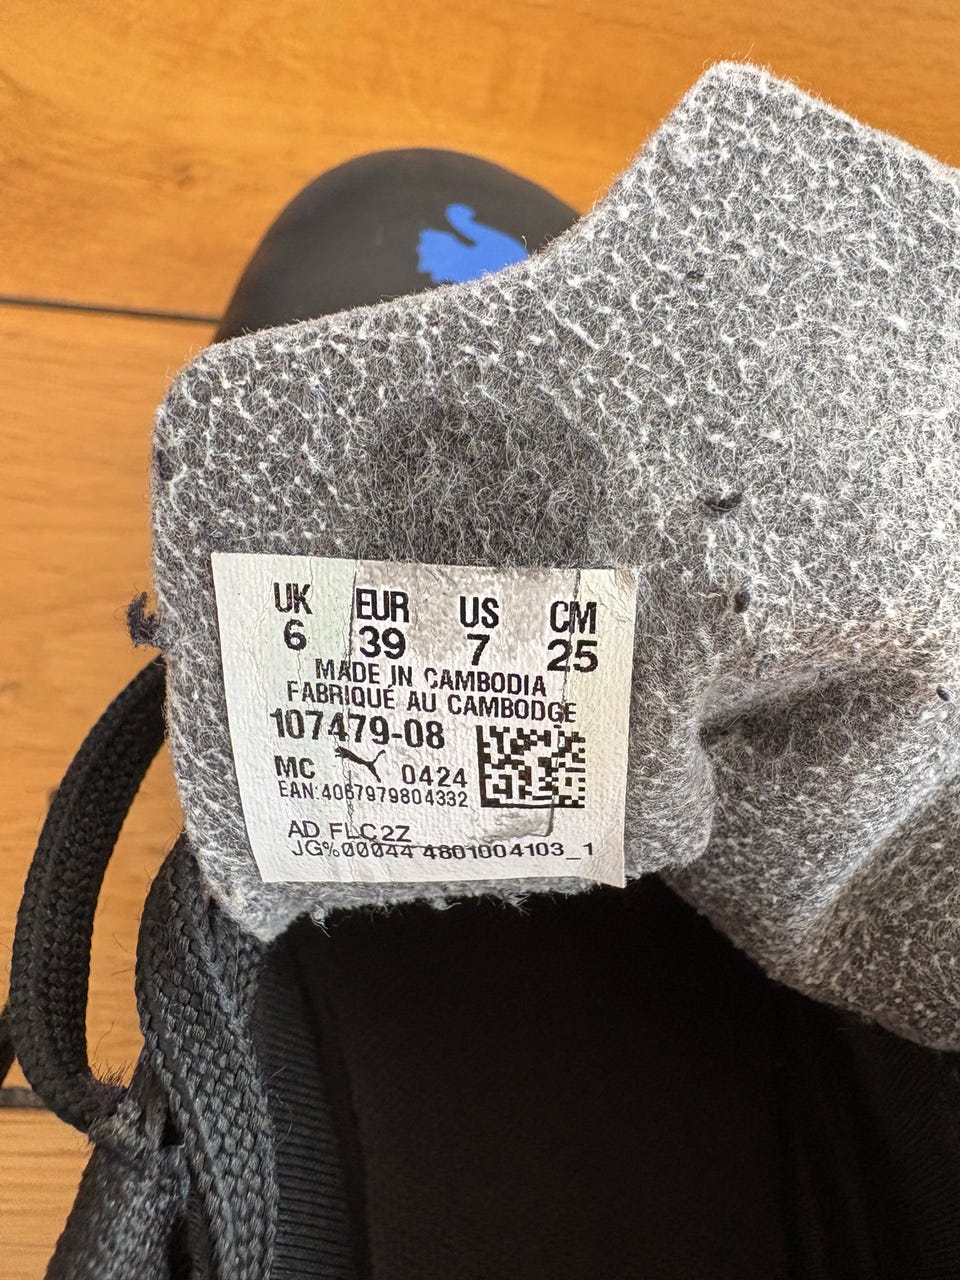 UK EUR US CM
6 39 7 25
MADE IN CAMBODIA
FABRIQUÉ AU CAMBODGE
107479-08
MC 0424
EAN:4067979804332
AD FLC2Z
JG%00044 4801004103_1